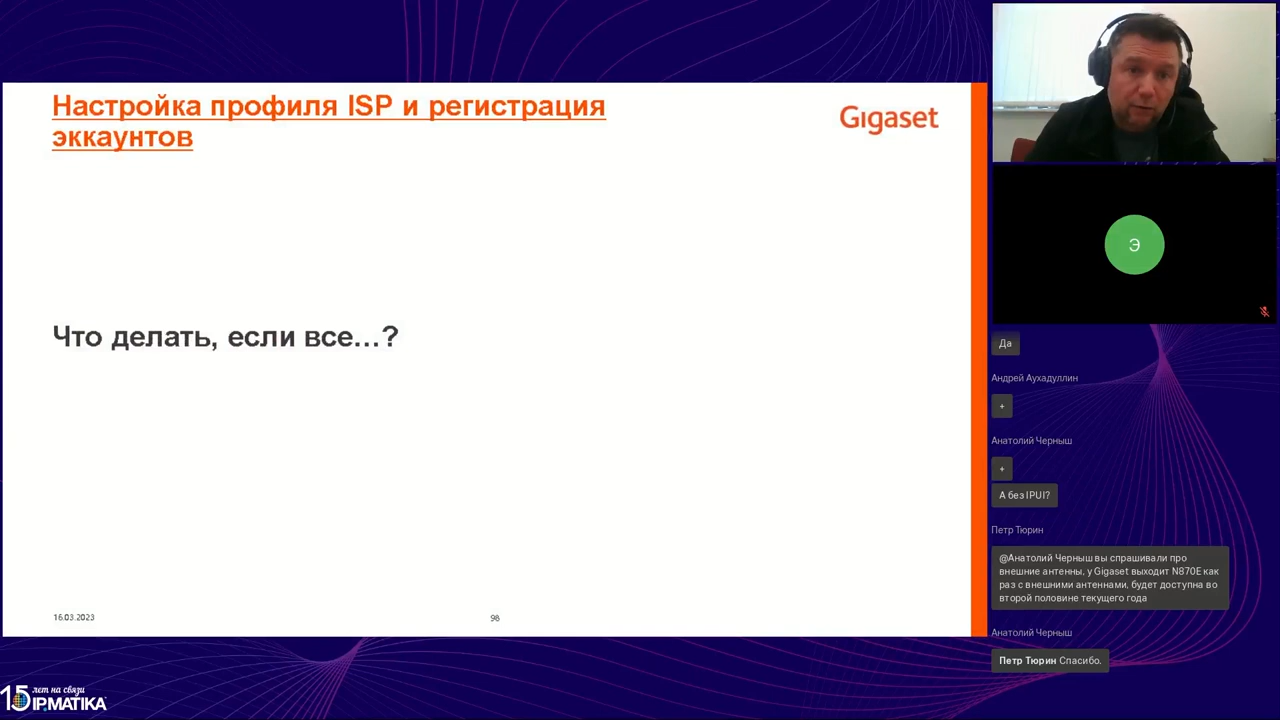 Настройка профиля ISP и регистрация
эккаунтов
Gigaset
Что делать, если все...?
16.03.2023
98
Э
Да
Андрей Аухадуллин
+
Анатолий Черныш
+
А без IPUI?
Петр Тюрин
@Анатолий Черныш вы спрашивали про
внешние антенны, у Gigaset выходит N870E как
раз с внешними антеннами, будет доступна во
второй половине текущего года
Анатолий Черныш
Петр Тюрин Спасибо.
15 лет на связи
IPMATIKA